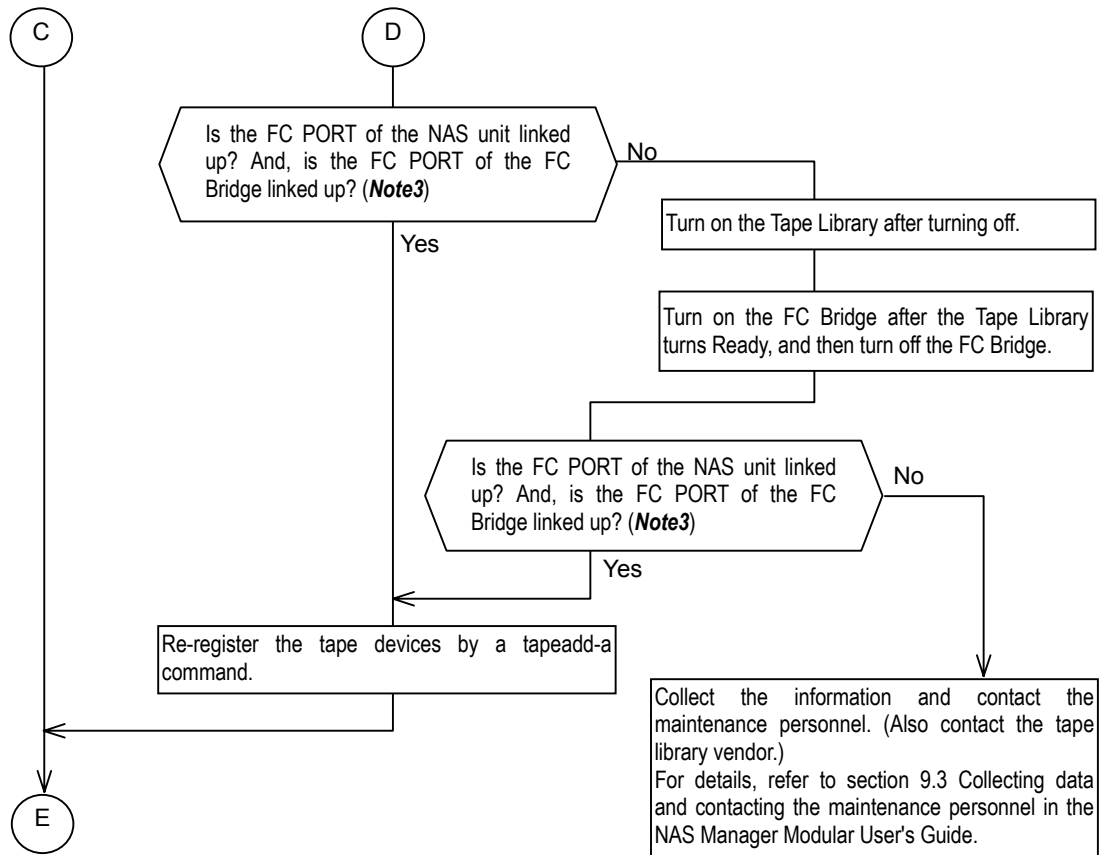 C
D
Is the FC PORT of the NAS unit linked
up? And, is the FC PORT of the FC
Bridge linked up? (Note3)
No
Yes
Turn on the Tape Library after turning off.
Turn on the FC Bridge after the Tape Library
turns Ready, and then turn off the FC Bridge.
Is the FC PORT of the NAS unit linked
up? And, is the FC PORT of the FC
Bridge linked up? (Note3)
No
Yes
Re-register the tape devices by a tapeadd-a
command.
Collect the information and contact the
maintenance personnel. (Also contact the tape
library vendor.)
For details, refer to section 9.3 Collecting data
and contacting the maintenance personnel in the
NAS Manager Modular User's Guide.
E